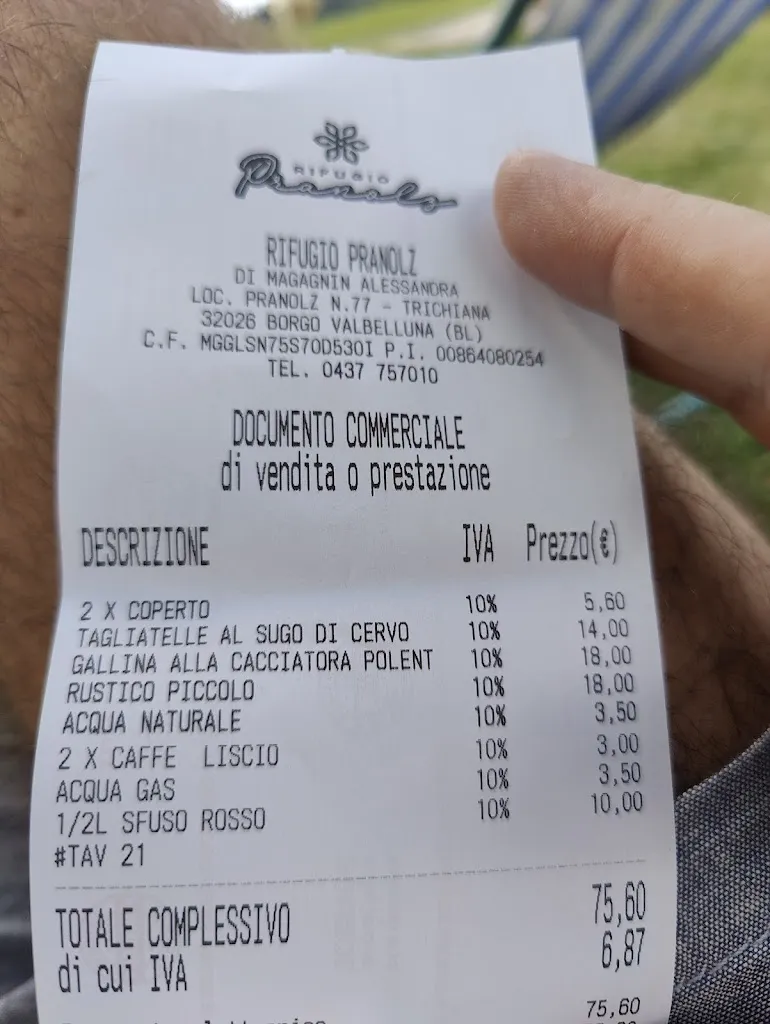 RIFUGIO
Pranolz
RIFUGIO PRANOLZ
DI MAGAGNIN ALESSANDRA
LOC. PRANOLZ N.77 - TRICHIANA
32026 BORGO VALBELLUNA (BL)
C.F. MGGLSN75S70D530I P.I. 00864080254
TEL. 0437 757010
DOCUMENTO COMMERCIALE
di vendita o prestazione
DESCRIZIONE IVA Prezzo(€)
2 X COPERTO 10% 5,60
TAGLIATELLE AL SUGO DI CERVO 10% 14,00
GALLINA ALLA CACCIATORA POLENT 10% 18,00
RUSTICO PICCOLO 10% 18,00
ACQUA NATURALE 10% 3,50
2 X CAFFE LISCIO 10% 3,00
ACQUA GAS 10% 3,50
1/2L SFUSO ROSSO 10% 10,00
#TAV 21
TOTALE COMPLESSIVO 75,60
di cui IVA 6,87
75,60